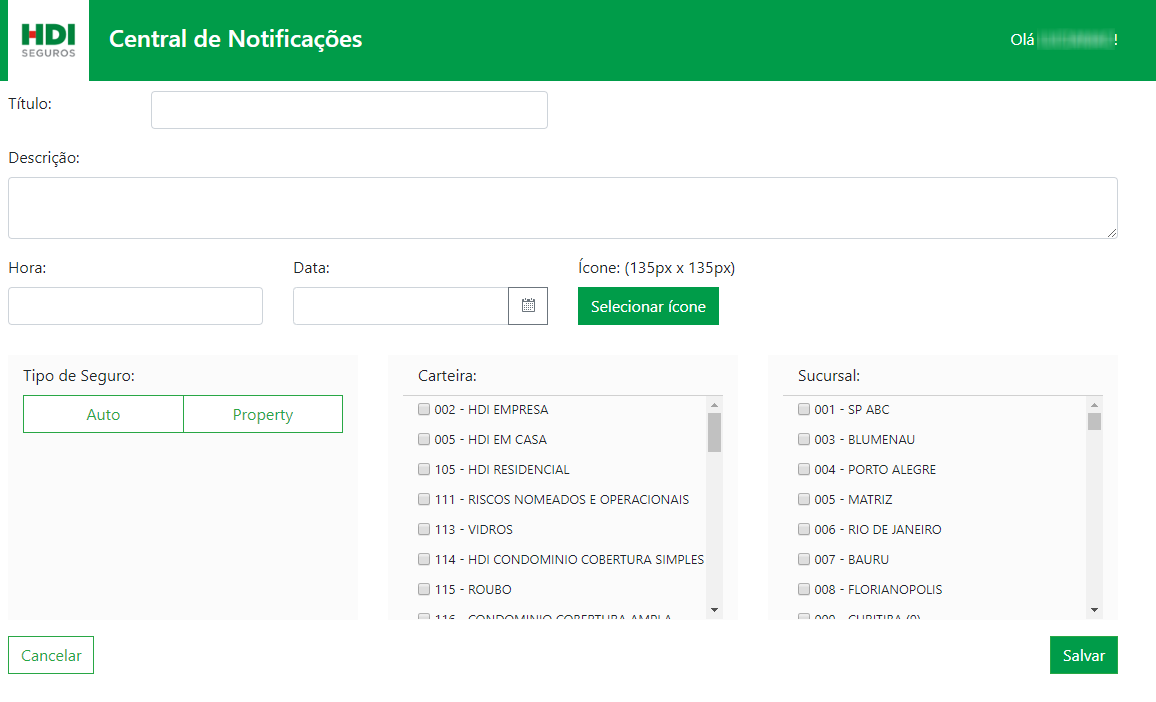 HDI
SEGUROS
Central de Notificações
Olá !
Título:
Descrição:
Hora:
Data:
Ícone: (135px x 135px)
Selecionar ícone
Tipo de Seguro:
Auto
Property
Carteira:
002 - HDI EMPRESA
005 - HDI EM CASA
105 - HDI RESIDENCIAL
111 - RISCOS NOMEADOS E OPERACIONAIS
113 - VIDROS
114 - HDI CONDOMINIO COBERTURA SIMPLES
115 - ROUBO
116 - CONDOMINIO COBERTURA AMPLA
Sucursal:
001 - SP ABC
003 - BLUMENAU
004 - PORTO ALEGRE
005 - MATRIZ
006 - RIO DE JANEIRO
007 - BAURU
008 - FLORIANOPOLIS
009 - CURITIBA (9)
Cancelar
Salvar